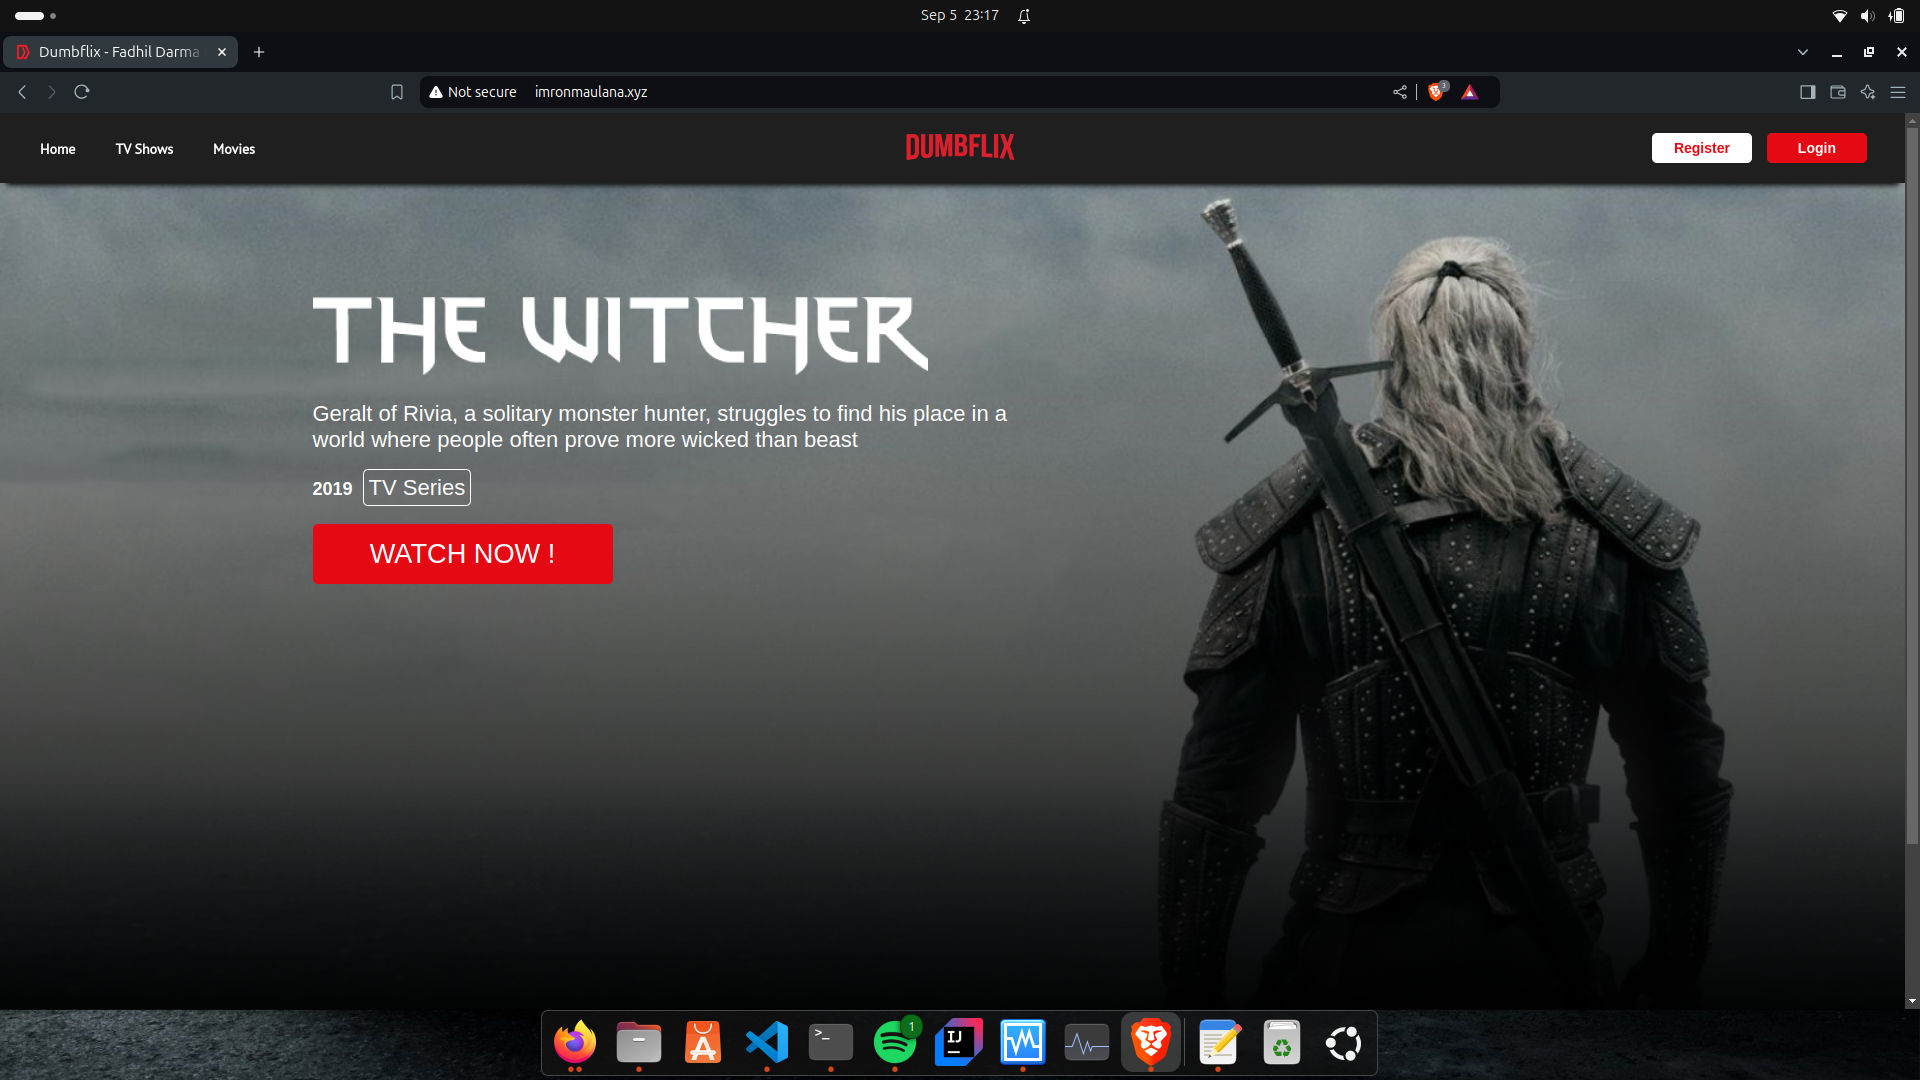 Sep 5 23:17
Dumbflix - Fadhil Darma
Not secure
imronmaulana.xyz
3
Home
TV Shows
Movies
DUMBFLIX
Register
Login
THE WITCHER
Geralt of Rivia, a solitary monster hunter, struggles to find his place in a
world where people often prove more wicked than beast
2019
TV Series
WATCH NOW !
>_
1
IJ